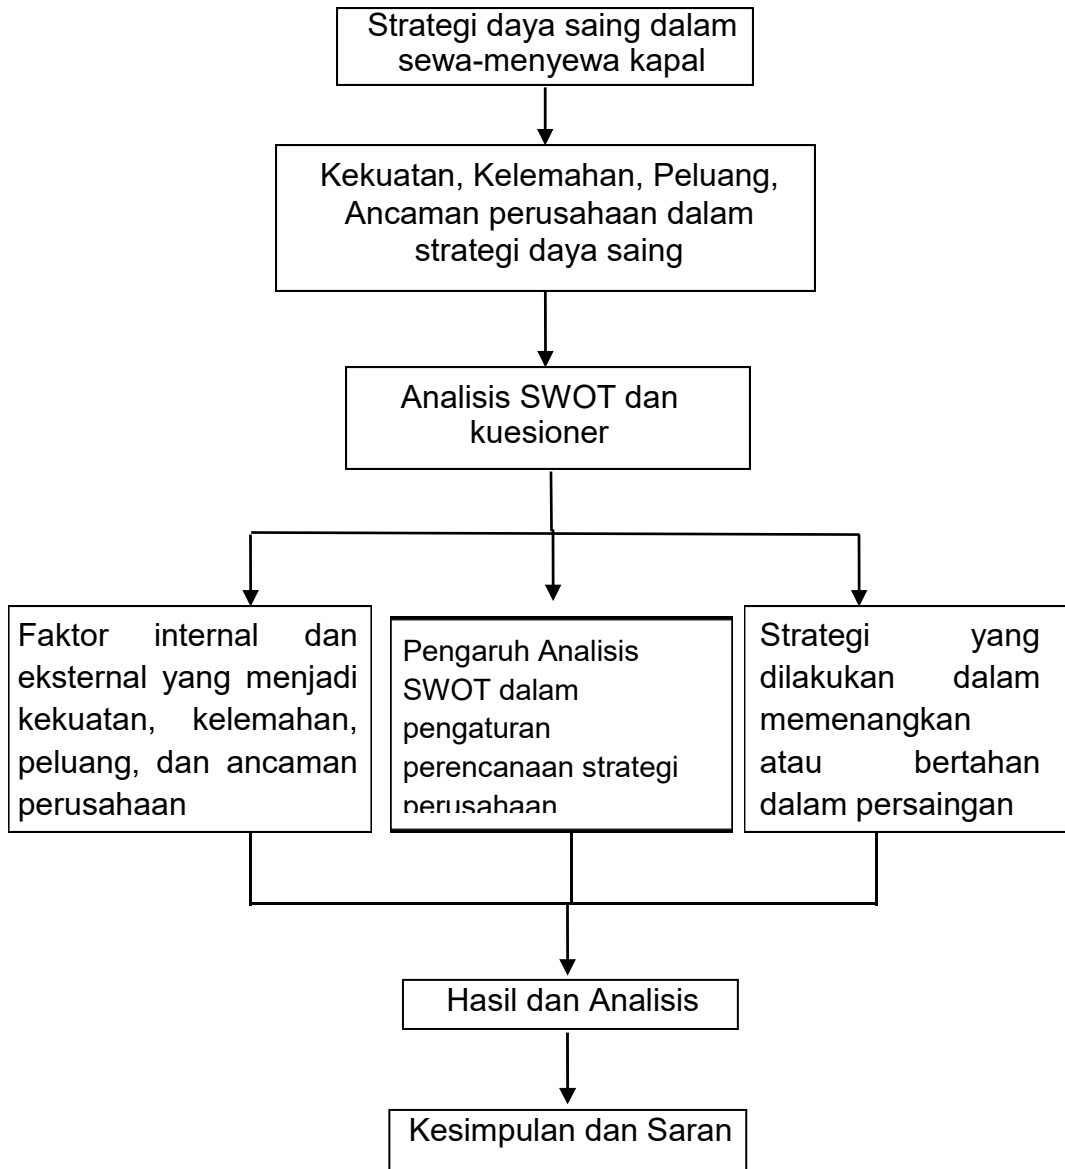 Strategi daya saing dalam
sewa-menyewa kapal
Kekuatan, Kelemahan, Peluang,
Ancaman perusahaan dalam
strategi daya saing
Analisis SWOT dan
kuesioner
Faktor internal dan
eksternal yang menjadi
kekuatan, kelemahan,
peluang, dan ancaman
perusahaan
Pengaruh Analisis
SWOT dalam
pengaturan
perencanaan strategi
perusahaan
Strategi yang
dilakukan dalam
memenangkan
atau bertahan
dalam persaingan
Hasil dan Analisis
Kesimpulan dan Saran